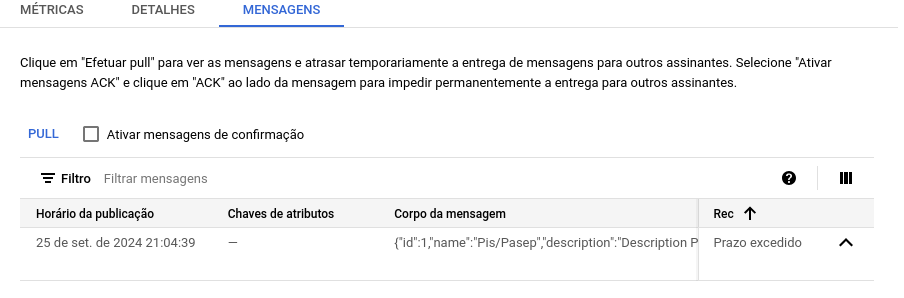 MÉTRICAS DETALHES MENSAGENS
Clique em "Efetuar pull" para ver as mensagens e atrasar temporariamente a entrega de mensagens para outros assinantes. Selecione "Ativar
mensagens ACK" e clique em "ACK" ao lado da mensagem para impedir permanentemente a entrega para outros assinantes.
PULL Ativar mensagens de confirmação
Filtro Filtrar mensagens
Horário da publicação Chaves de atributos Corpo da mensagem Rec
25 de set. de 2024 21:04:39 — {"id":1,"name":"Pis/Pasep","description":"Description P Prazo excedido